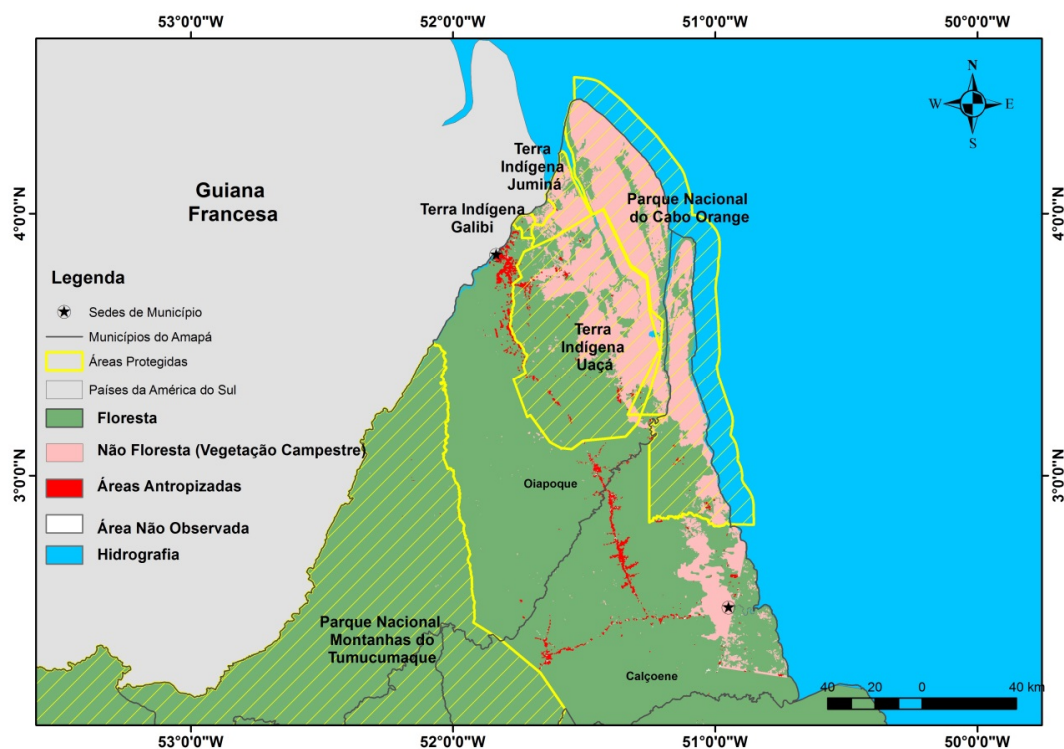 53°0'0"W 52°0'0"W 51°0'0"W 50°0'0"W
N
W E
S
Terra
Indígena
Juminá
Guiana
Francesa
Parque Nacional
do Cabo Orange
Terra Indígena
Galibi
4°0'0"N 4°0'0"N
Legenda
Sedes de Município
Municípios do Amapá
Áreas Protegidas
Países da América do Sul
Floresta
Não Floresta (Vegetação Campestre)
Áreas Antropizadas
Área Não Observada
Hidrografia
Terra
Indígena
Uaçá
3°0'0"N 3°0'0"N
Oiapoque
Parque Nacional
Montanhas do
Tumucumaque
Calçoene
40 20 0 40 km
53°0'0"W 52°0'0"W 51°0'0"W 50°0'0"W